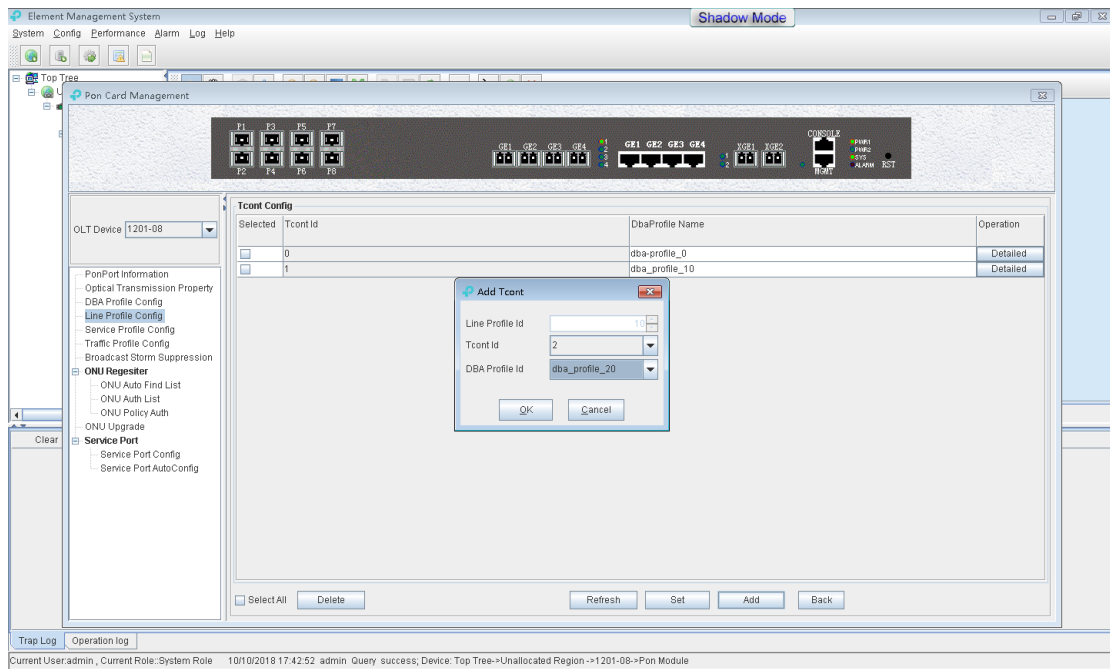 Element Management System
Shadow Mode
System Config Performance Alarm Log Help
Top Tree
Pon Card Management
P1 P3 P5 P7
P2 P4 P6 P8
GE1 GE2 GE3 GE4
1
2
3
4
GE1 GE2 GE3 GE4
1
2
XGE1 XGE2
CONSOLE
MGMT
PWR1
PWR2
SYS
ALARM
RST
OLT Device 1201-08
PonPort Information
Optical Transmission Property
DBA Profile Config
Line Profile Config
Service Profile Config
Traffic Profile Config
Broadcast Storm Suppression
ONU Regesiter
ONU Auto Find List
ONU Auth List
ONU Policy Auth
ONU Upgrade
Service Port
Service Port Config
Service Port AutoConfig
Tcont Config
Selected Tcont Id DbaProfile Name Operation
0 dba-profile_0 Detailed
1 dba_profile_10 Detailed
Add Tcont
Line Profile Id 10
Tcont Id 2
DBA Profile Id dba_profile_20
OK Cancel
Clear
Select All Delete Refresh Set Add Back
Trap Log Operation log
Current User:admin , Current Role::System Role 10/10/2018 17:42:52 admin Query success; Device: Top Tree->Unallocated Region ->1201-08->Pon Module